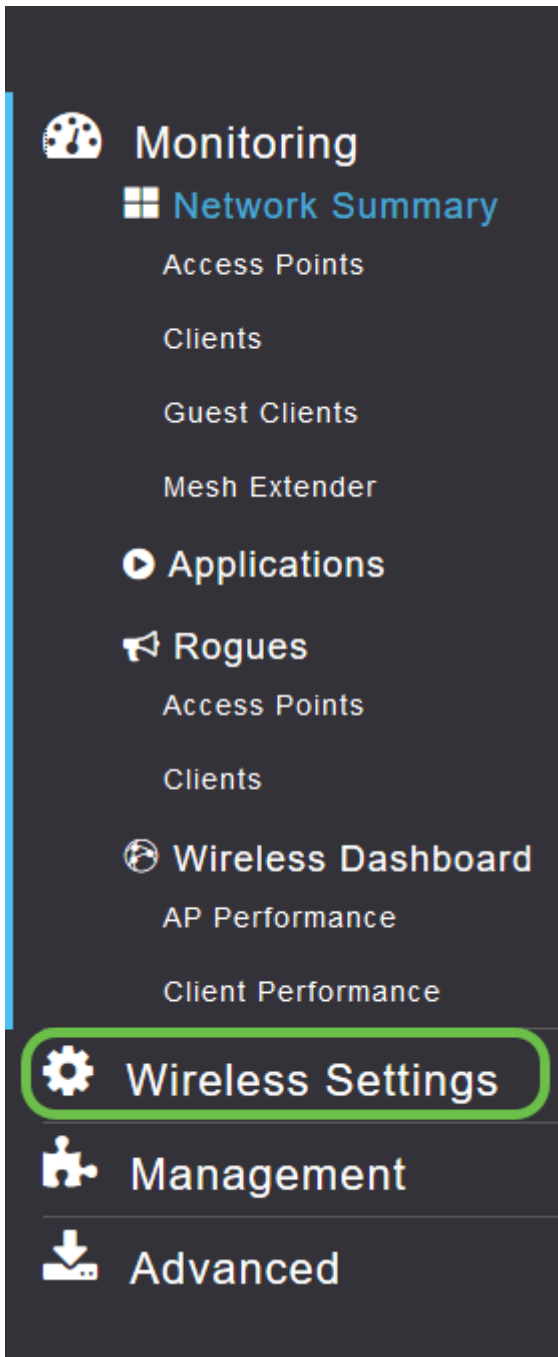 Monitoring
Network Summary
Access Points
Clients
Guest Clients
Mesh Extender
Applications
Rogues
Access Points
Clients
Wireless Dashboard
AP Performance
Client Performance
Wireless Settings
Management
Advanced